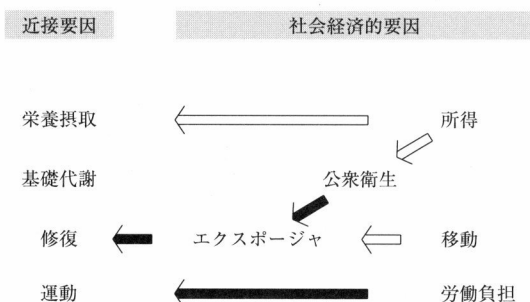 近接要因 社会経済的要因
栄養摂取 所得
基礎代謝 公衆衛生
修復 エクスポージャ 移動
運動 労働負担